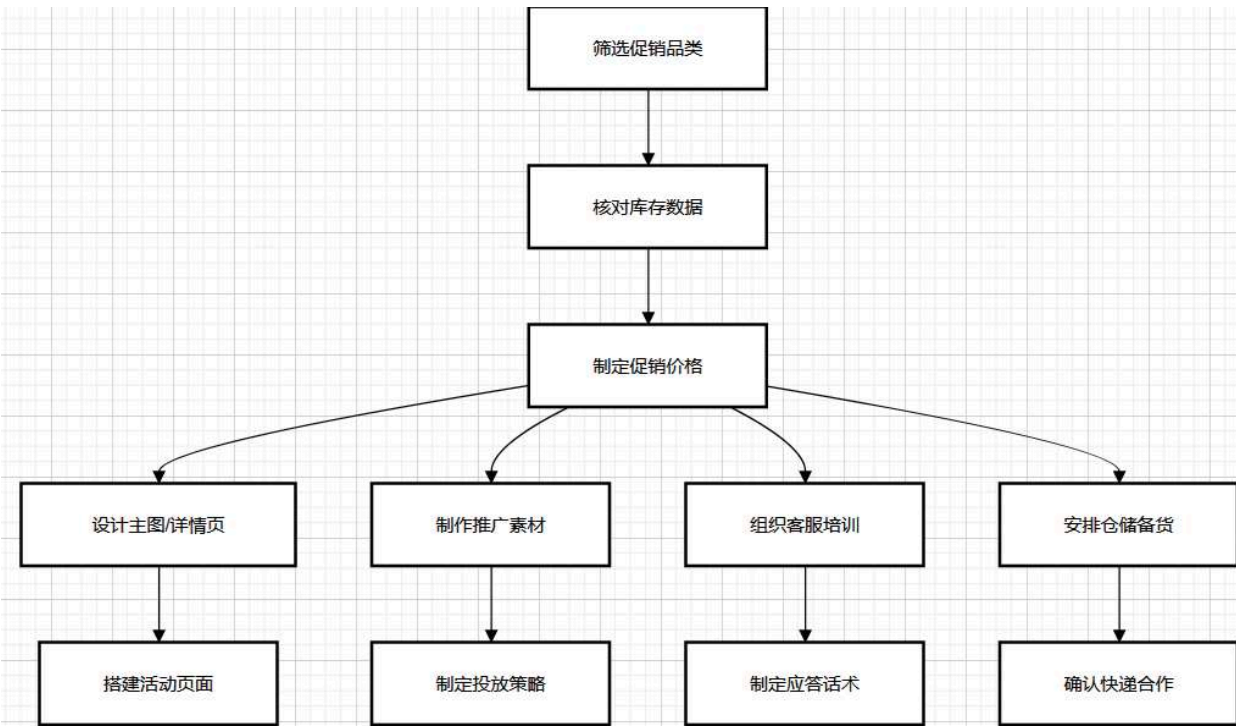 筛选促销品类
核对库存数据
制定促销价格
设计主图/详情页
制作推广素材
组织客服培训
安排仓储备货
搭建活动页面
制定投放策略
制定应答话术
确认快递合作